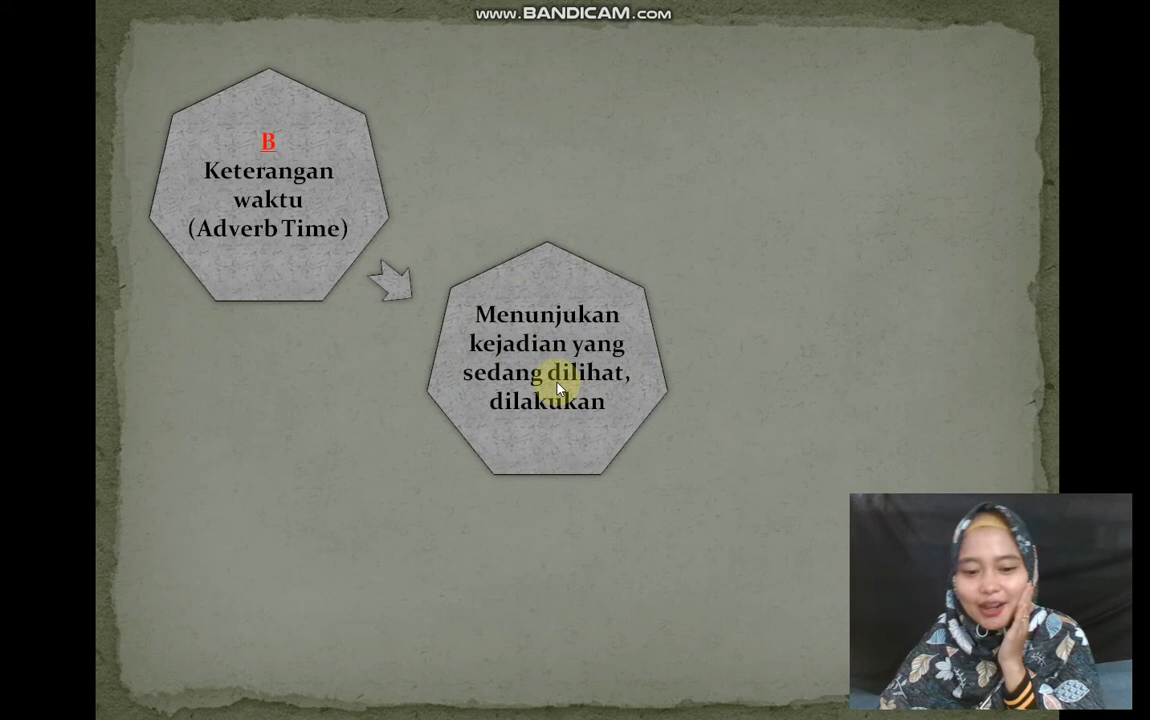 www.BANDICAM.com
B
Keterangan
waktu
(Adverb Time)
Menunjukan
kejadian yang
sedang dilihat,
dilakukan